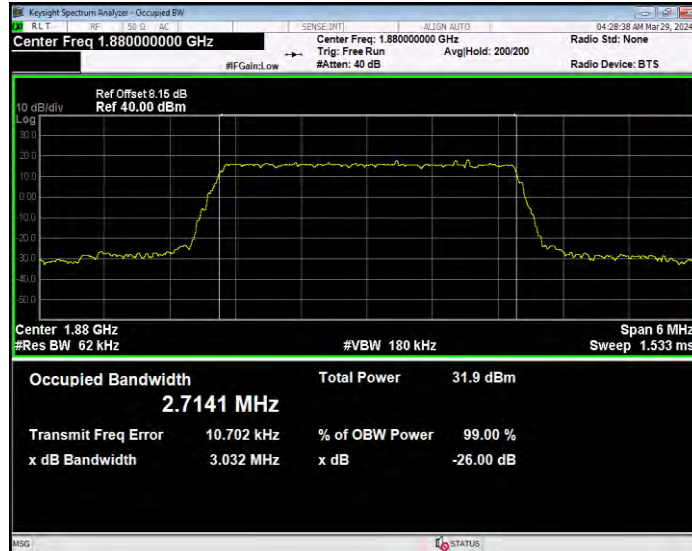 Keysight Spectrum Analyzer - Occupied BW
RLT RF 50 Ω AC SENSE:INT ALIGN AUTO 04:28:38 AM Mar 29, 2024
Center Freq 1.880000000 GHz
Center Freq: 1.880000000 GHz
Radio Std: None
Trig: Free Run Avg|Hold: 200/200
#IFGain:Low #Atten: 40 dB Radio Device: BTS
Ref Offset 8.15 dB
10 dB/div Ref 40.00 dBm
Log
30.0
20.0
10.0
0.00
-10.0
-20.0
-30.0
-40.0
-50.0
Center 1.88 GHz Span 6 MHz
#Res BW 62 kHz #VBW 180 kHz Sweep 1.533 ms
Occupied Bandwidth Total Power 31.9 dBm
2.7141 MHz
Transmit Freq Error 10.702 kHz % of OBW Power 99.00 %
x dB Bandwidth 3.032 MHz x dB -26.00 dB
MSG STATUS